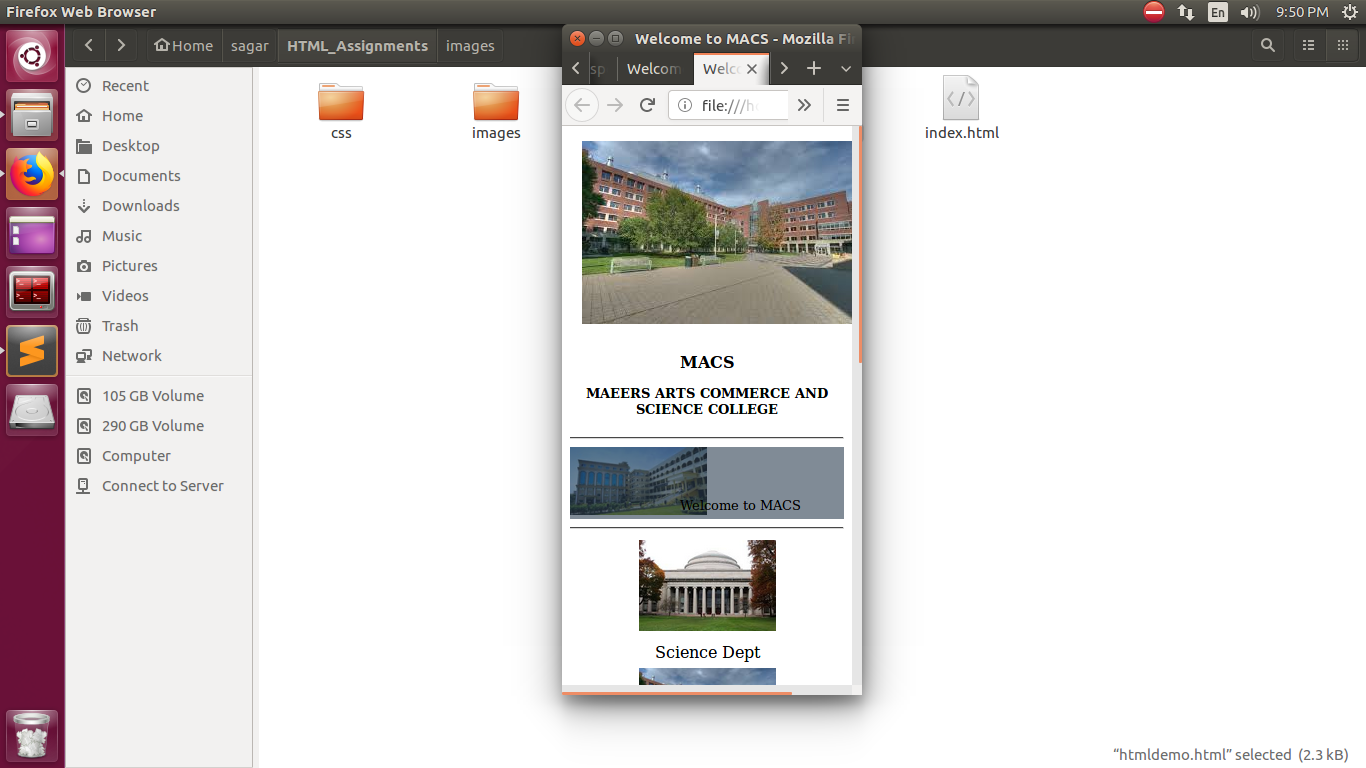 Firefox Web Browser
En
9:50 PM
Home
sagar
HTML_Assignments
images
Recent
Home
Desktop
Documents
Downloads
Music
Pictures
Videos
Trash
Network
105 GB Volume
290 GB Volume
Computer
Connect to Server
css
images
index.html
Welcome to MACS - Mozilla Fi
sp
Welcom
Welc
file:///h
MACS
MAEERS ARTS COMMERCE AND
SCIENCE COLLEGE
Welcome to MACS
Science Dept
“htmldemo.html” selected (2.3 kB)